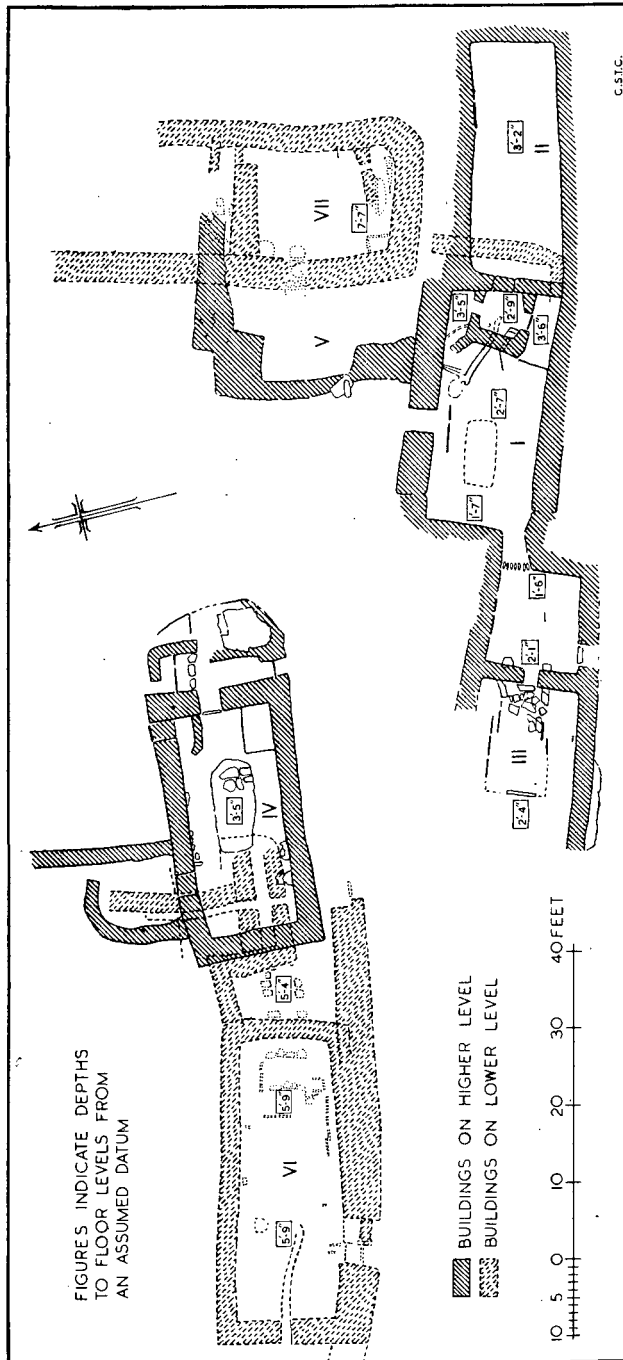 FIGURES INDICATE DEPTHS
TO FLOOR LEVELS FROM
AN ASSUMED DATUM
VII
7'-7"
V
IV
3'-5"
5'-4"
5'-9"
VI
5'-9"
3'-2"
II
3'-5"
2'-9"
3'-6"
2'-7"
I
1'-7"
1'-6"
2'-1"
III
2'-4"
BUILDINGS ON HIGHER LEVEL
BUILDINGS ON LOWER LEVEL
10 5 0 10 20 30 40 FEET
C.S.T.C.